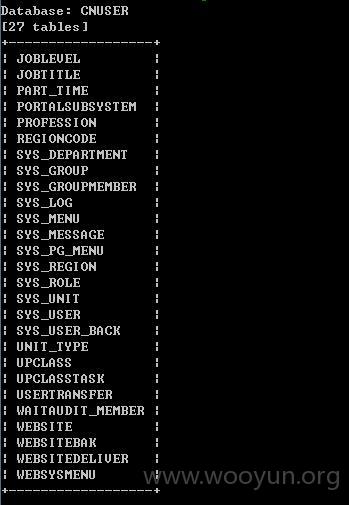 Database: CNUSER
[27 tables]
+------------------+
| JOBLEVEL |
| JOBTITLE |
| PART_TIME |
| PORTALSUBSYSTEM |
| PROFESSION |
| REGIONCODE |
| SYS_DEPARTMENT |
| SYS_GROUP |
| SYS_GROUPMEMBER |
| SYS_LOG |
| SYS_MENU |
| SYS_MESSAGE |
| SYS_PG_MENU |
| SYS_REGION |
| SYS_ROLE |
| SYS_UNIT |
| SYS_USER |
| SYS_USER_BACK |
| UNIT_TYPE |
| UPCLASS |
| UPCLASSTASK |
| USERTRANSFER |
| WAITAUDIT_MEMBER |
| WEBSITE |
| WEBSITEBAK |
| WEBSITEDELIVER |
| WEBSYSMENU |
+------------------+
www.wooyun.org